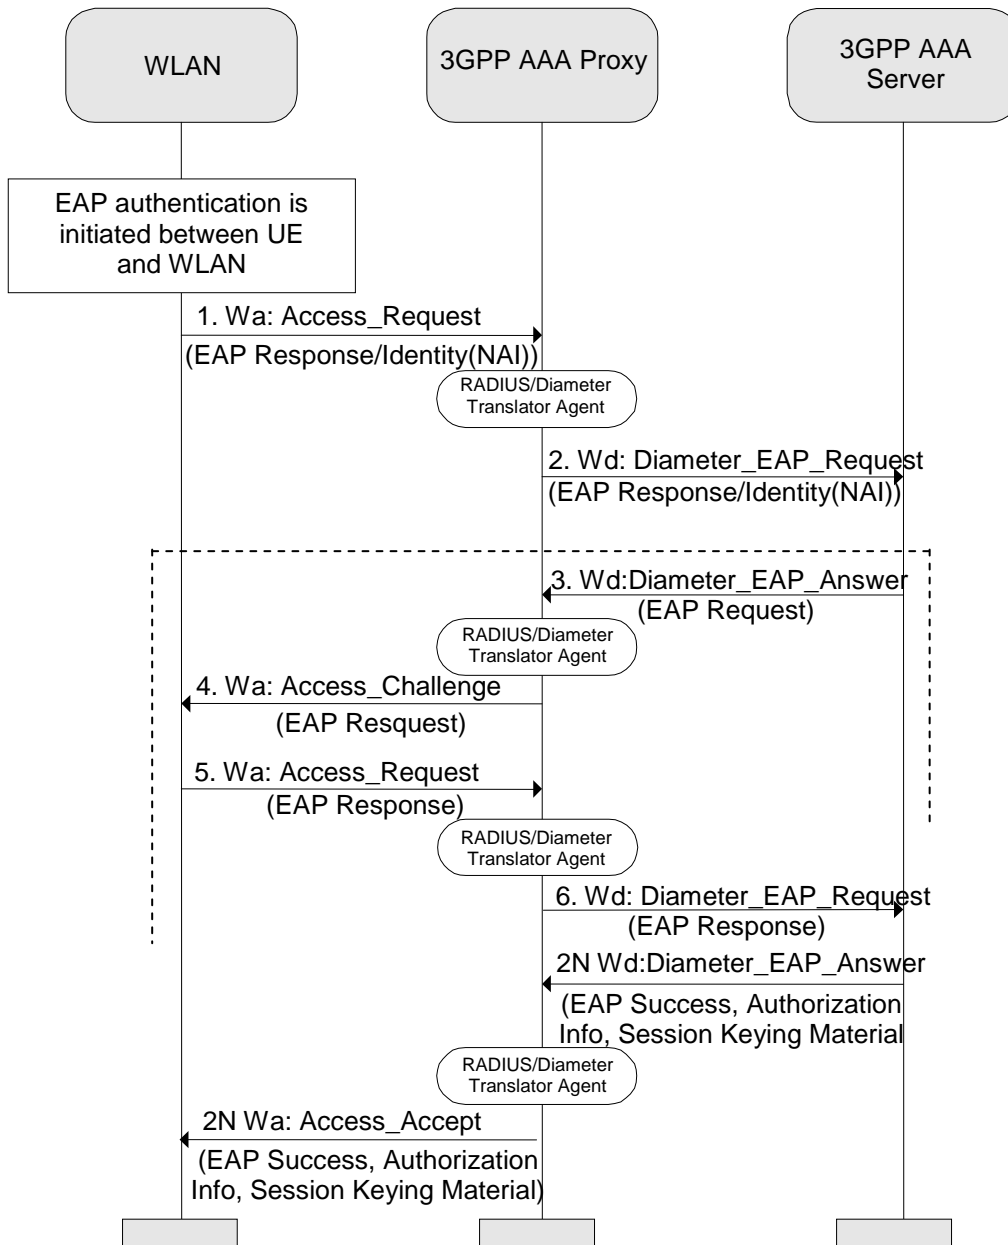 WLAN
3GPP AAA Proxy
3GPP AAA
Server
EAP authentication is
initiated between UE
and WLAN
1. Wa: Access_Request
(EAP Response/Identity(NAI))
RADIUS/Diameter
Translator Agent
2. Wd: Diameter_EAP_Request
(EAP Response/Identity(NAI))
3. Wd:Diameter_EAP_Answer
(EAP Request)
RADIUS/Diameter
Translator Agent
4. Wa: Access_Challenge
(EAP Resquest)
5. Wa: Access_Request
(EAP Response)
RADIUS/Diameter
Translator Agent
6. Wd: Diameter_EAP_Request
(EAP Response)
2N Wd:Diameter_EAP_Answer
(EAP Success, Authorization
Info, Session Keying Material
RADIUS/Diameter
Translator Agent
2N Wa: Access_Accept
(EAP Success, Authorization
Info, Session Keying Material)